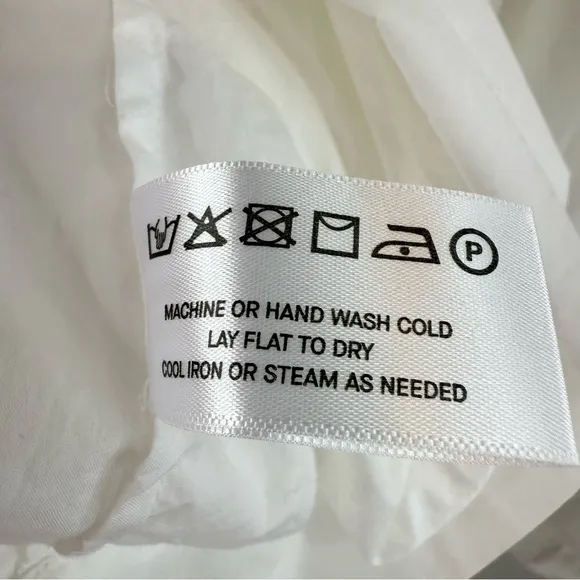 P
MACHINE OR HAND WASH COLD
LAY FLAT TO DRY
COOL IRON OR STEAM AS NEEDED